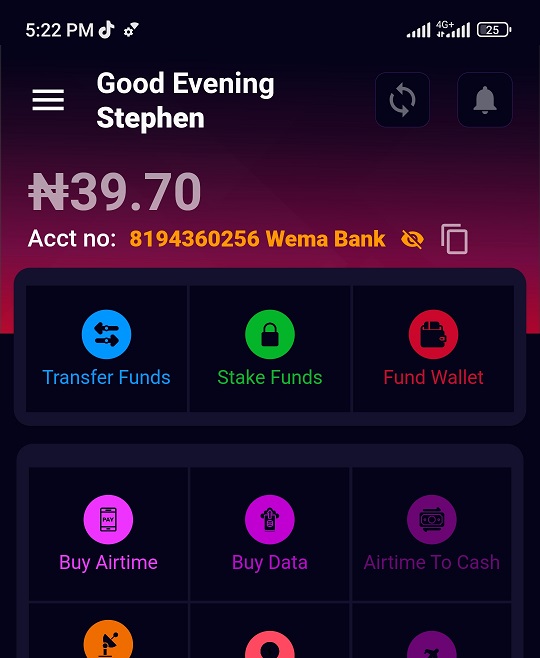 5:22 PM
4G+
25
Good Evening
Stephen
₦39.70
Acct no: 8194360256 Wema Bank
Transfer Funds
Stake Funds
Fund Wallet
PAY
Buy Airtime
Buy Data
Airtime To Cash